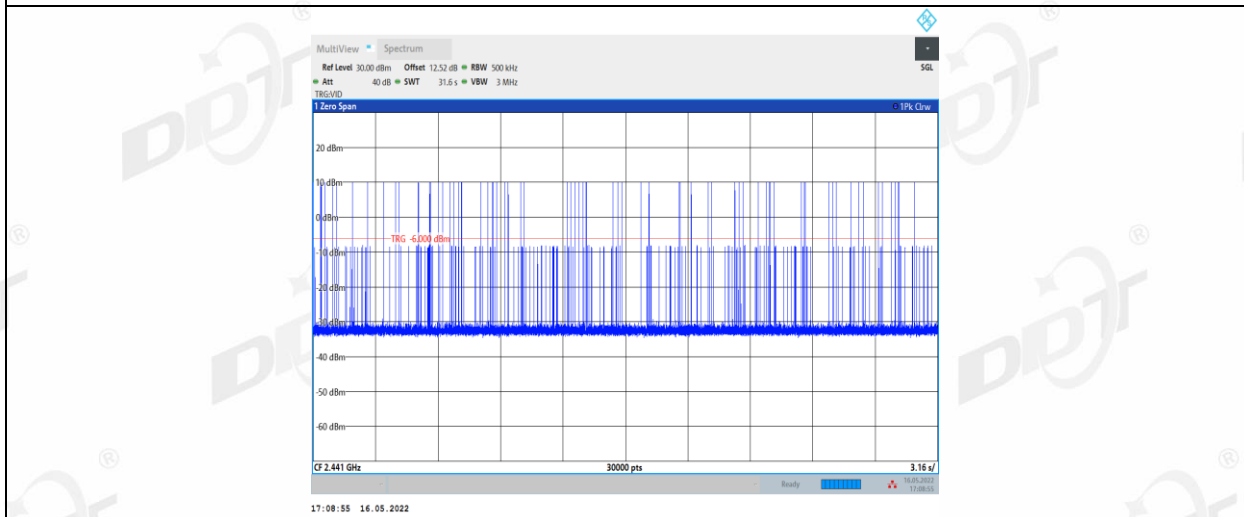 MultiView Spectrum
Ref Level 30.00 dBm Offset 12.52 dB RBW 500 kHz
SGL
Att 40 dB SWT 31.6 s VBW 3 MHz
TRG:VID
1 Zero Span 1Pk Clrw
20 dBm
10 dBm
0 dBm
TRG -6.000 dBm
-10 dBm
-20 dBm
-30 dBm
-40 dBm
-50 dBm
-60 dBm
CF 2.441 GHz 30000 pts 3.16 s/
Ready 16.05.2022
17:08:55
17:08:55 16.05.2022
DDT
®